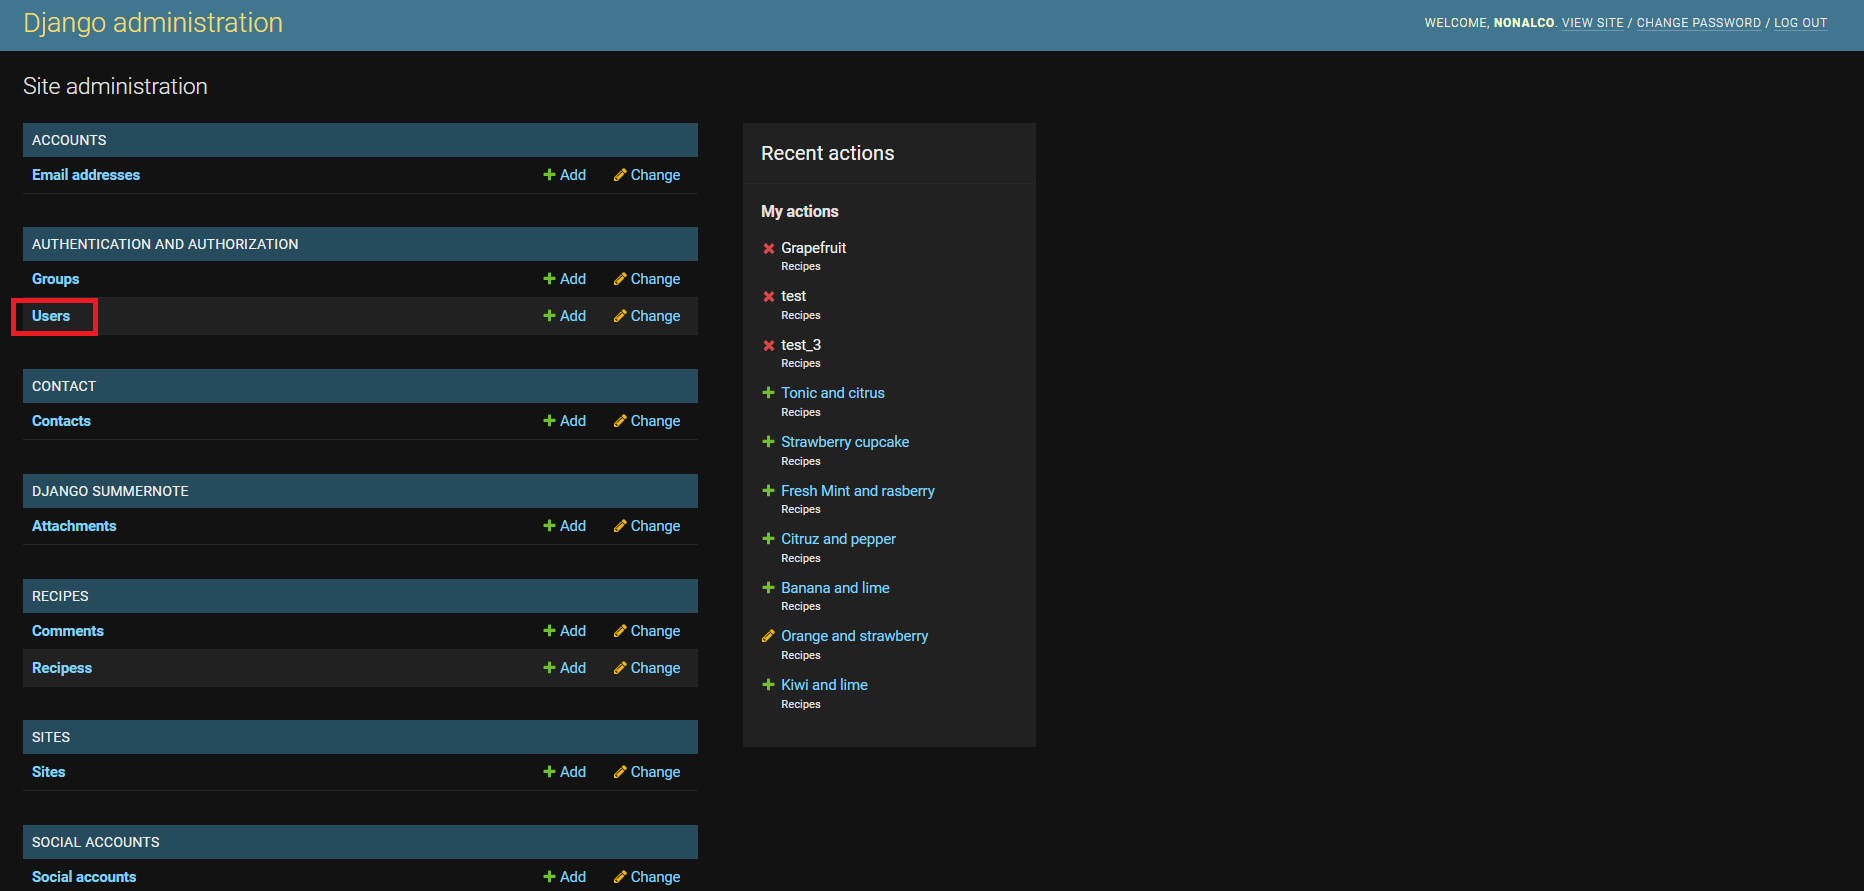 Django administration
WELCOME, NONALCO. VIEW SITE / CHANGE PASSWORD / LOG OUT
Site administration
ACCOUNTS
Email addresses Add Change
AUTHENTICATION AND AUTHORIZATION
Groups Add Change
Users Add Change
CONTACT
Contacts Add Change
DJANGO SUMMERNOTE
Attachments Add Change
RECIPES
Comments Add Change
Recipess Add Change
SITES
Sites Add Change
SOCIAL ACCOUNTS
Social accounts Add Change
Recent actions
My actions
Grapefruit
Recipes
test
Recipes
test_3
Recipes
Tonic and citrus
Recipes
Strawberry cupcake
Recipes
Fresh Mint and rasberry
Recipes
Citruz and pepper
Recipes
Banana and lime
Recipes
Orange and strawberry
Recipes
Kiwi and lime
Recipes